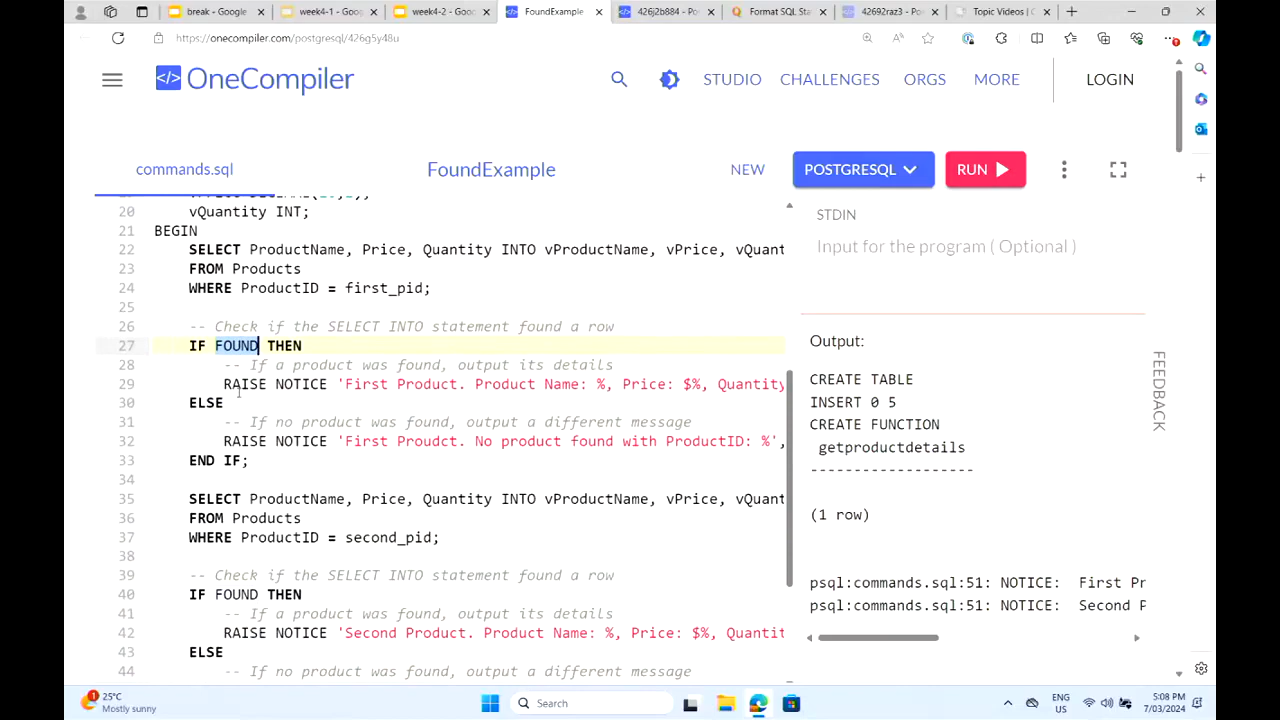 break - Google
week4-1 - Google
week4-2 - Google
FoundExample
426j2b884 - Po
Format SQL Sta
42692raz3 - Po
Topic Videos | C
https://onecompiler.com/postgresql/426g5y48u
OneCompiler
STUDIO
CHALLENGES
ORGS
MORE
LOGIN
commands.sql
FoundExample
NEW
POSTGRESQL
RUN
20 vQuantity INT;
21 BEGIN
22 SELECT ProductName, Price, Quantity INTO vProductName, vPrice, vQuant
23 FROM Products
24 WHERE ProductID = first_pid;
25
26 -- Check if the SELECT INTO statement found a row
27 IF FOUND THEN
28 -- If a product was found, output its details
29 RAISE NOTICE 'First Product. Product Name: %, Price: $%, Quantity
30 ELSE
31 -- If no product was found, output a different message
32 RAISE NOTICE 'First Proudct. No product found with ProductID: %',
33 END IF;
34
35 SELECT ProductName, Price, Quantity INTO vProductName, vPrice, vQuant
36 FROM Products
37 WHERE ProductID = second_pid;
38
39 -- Check if the SELECT INTO statement found a row
40 IF FOUND THEN
41 -- If a product was found, output its details
42 RAISE NOTICE 'Second Product. Product Name: %, Price: $%, Quantit
43 ELSE
44 -- If no product was found, output a different message
STDIN
Input for the program ( Optional )
Output:
CREATE TABLE
INSERT 0 5
CREATE FUNCTION
getproductdetails
-------------------
(1 row)
psql:commands.sql:51: NOTICE: First Pr
psql:commands.sql:51: NOTICE: Second P
FEEDBACK
1
25°C
Mostly sunny
Search
ENG
US
5:08 PM
7/03/2024